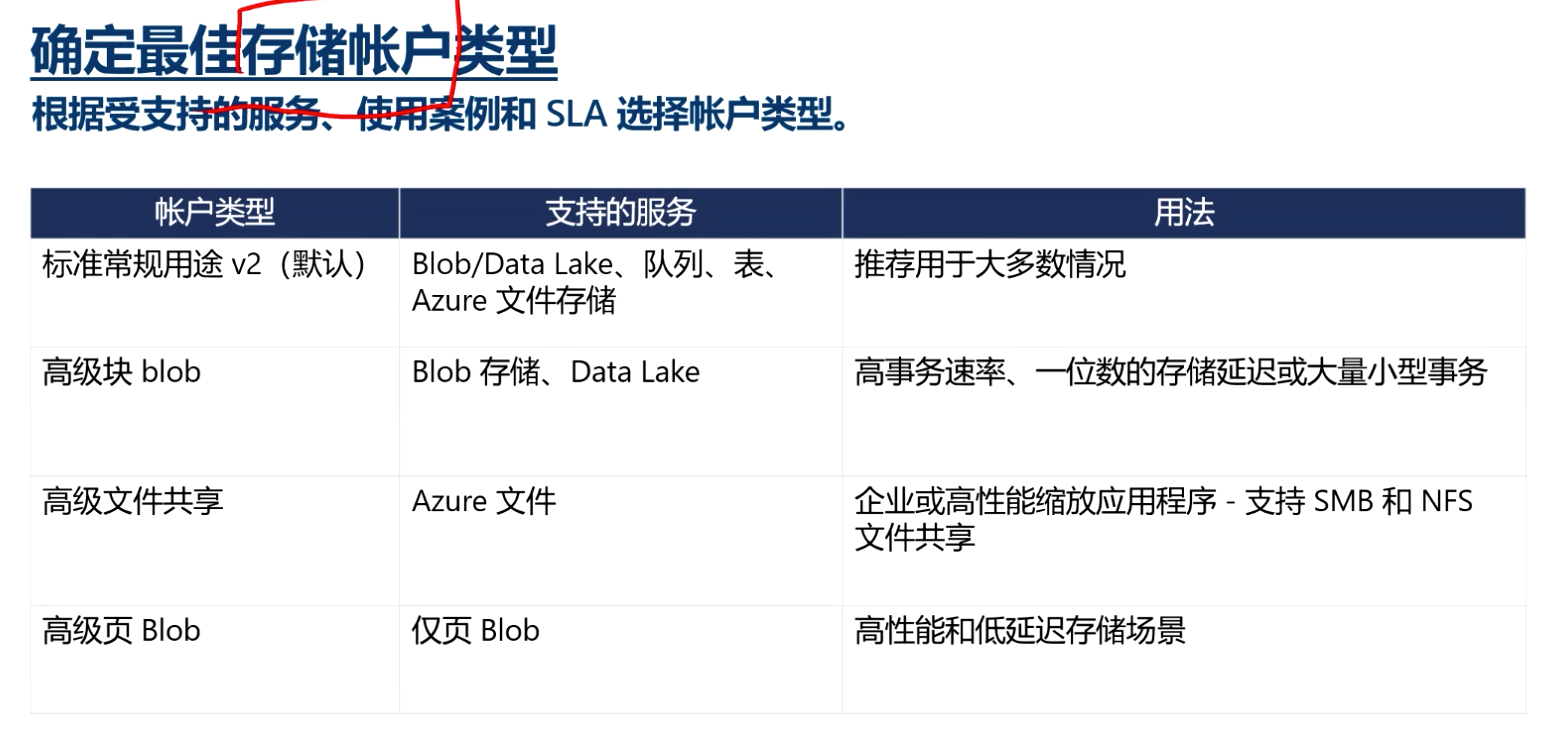 确定最佳存储帐户类型
根据受支持的服务、使用案例和 SLA 选择帐户类型。
帐户类型
支持的服务
用法
标准常规用途 v2（默认）
Blob/Data Lake、队列、表、
Azure 文件存储
推荐用于大多数情况
高级块 blob
Blob 存储、Data Lake
高事务速率、一位数的存储延迟或大量小型事务
高级文件共享
Azure 文件
企业或高性能缩放应用程序 - 支持 SMB 和 NFS
文件共享
高级页 Blob
仅页 Blob
高性能和低延迟存储场景